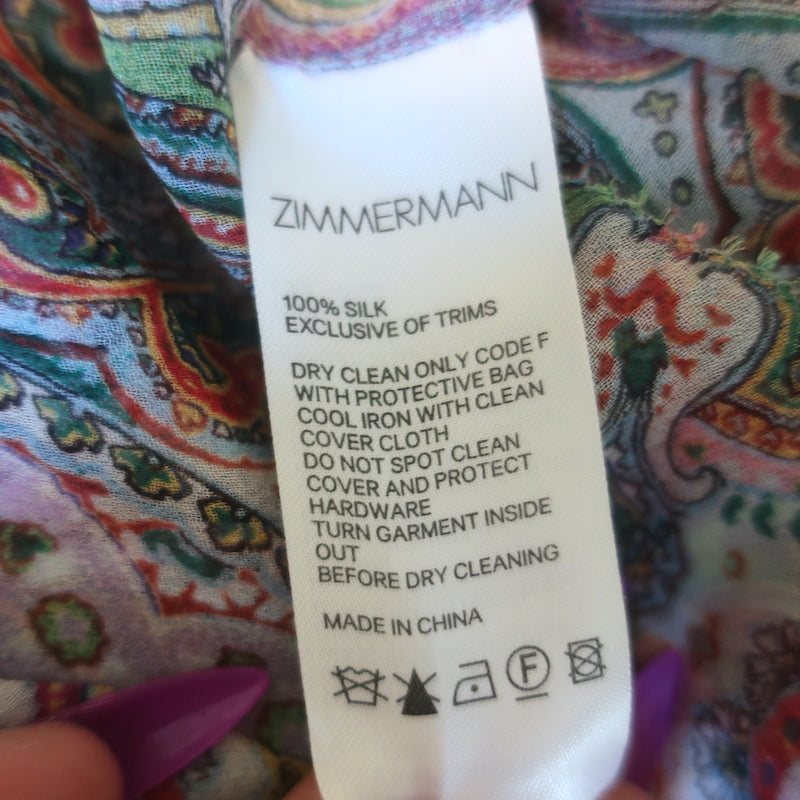 ZIMMERMANN
100% SILK
EXCLUSIVE OF TRIMS
DRY CLEAN ONLY CODE F
WITH PROTECTIVE BAG
COOL IRON WITH CLEAN
COVER CLOTH
DO NOT SPOT CLEAN
COVER AND PROTECT
HARDWARE
TURN GARMENT INSIDE
OUT
BEFORE DRY CLEANING
MADE IN CHINA
F